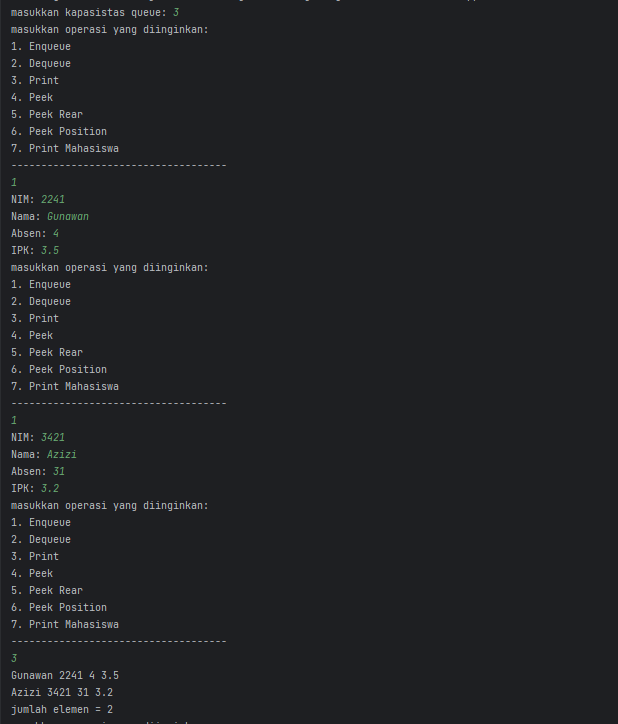 masukkan kapasistas queue: 3
masukkan operasi yang diinginkan:
1. Enqueue
2. Dequeue
3. Print
4. Peek
5. Peek Rear
6. Peek Position
7. Print Mahasiswa
------------------------------------
1
NIM: 2241
Nama: Gunawan
Absen: 4
IPK: 3.5
masukkan operasi yang diinginkan:
1. Enqueue
2. Dequeue
3. Print
4. Peek
5. Peek Rear
6. Peek Position
7. Print Mahasiswa
------------------------------------
1
NIM: 3421
Nama: Azizi
Absen: 31
IPK: 3.2
masukkan operasi yang diinginkan:
1. Enqueue
2. Dequeue
3. Print
4. Peek
5. Peek Rear
6. Peek Position
7. Print Mahasiswa
------------------------------------
3
Gunawan 2241 4 3.5
Azizi 3421 31 3.2
jumlah elemen = 2